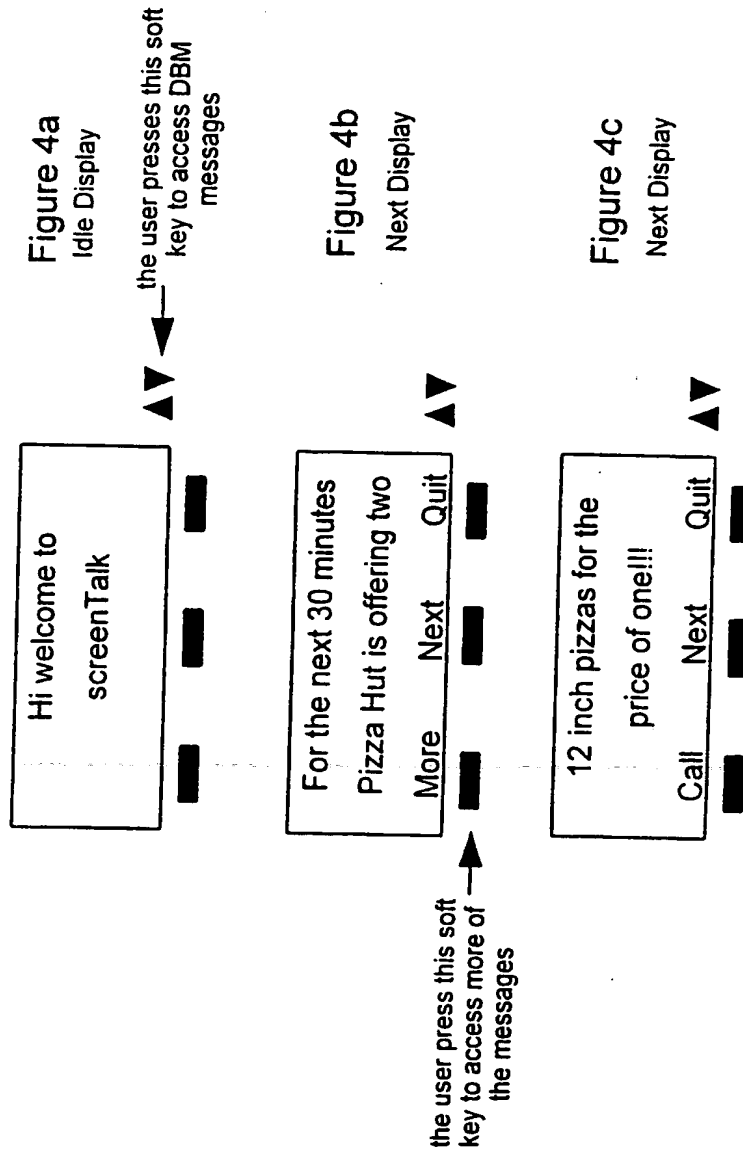 Hi welcome to
screenTalk
Figure 4a
Idle Display
the user presses this soft
key to access DBM
messages
For the next 30 minutes
Pizza Hut is offering two
More Next Quit
Figure 4b
Next Display
the user press this soft
key to access more of
the messages
12 inch pizzas for the
price of one!!!
Call Next Quit
Figure 4c
Next Display